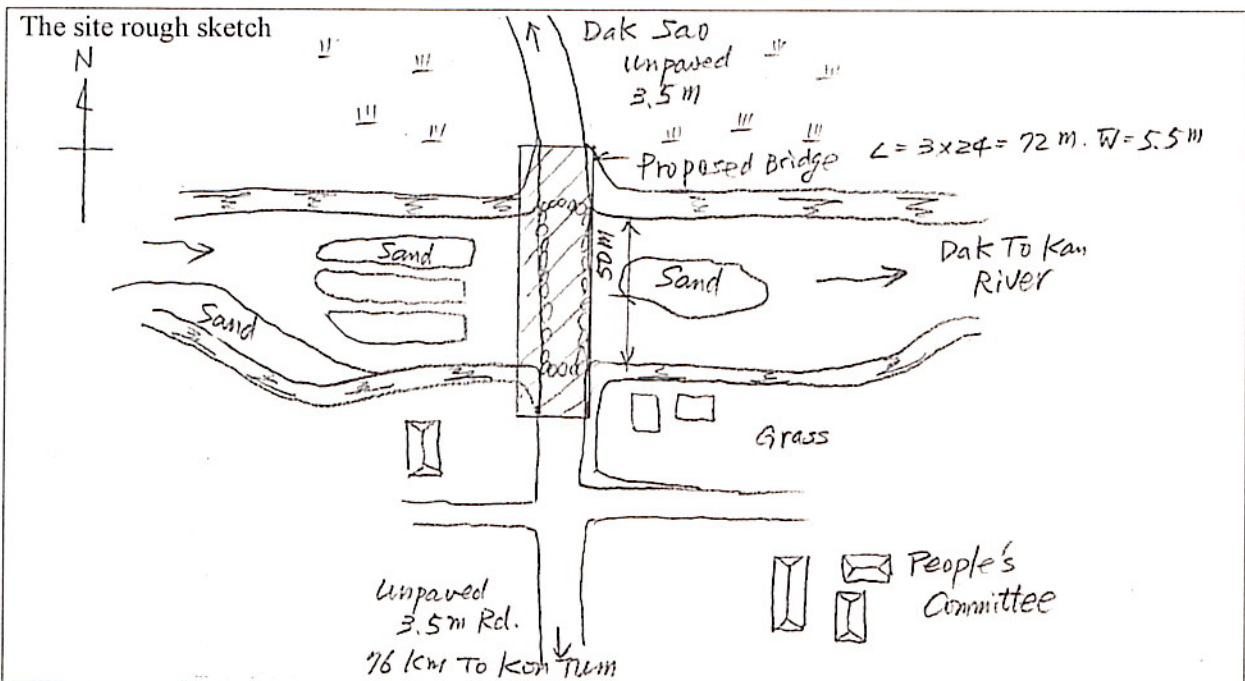 The site rough sketch
N
Dak Sao
Unpaved
3.5 m
Proposed Bridge
L = 3x24 = 72 m. W = 5.5 m
Sand
50 M
Sand
Dak To Kan
River
Sand
Grass
People's
Committee
Unpaved
3.5m Rd.
76 Km To Kon Tum